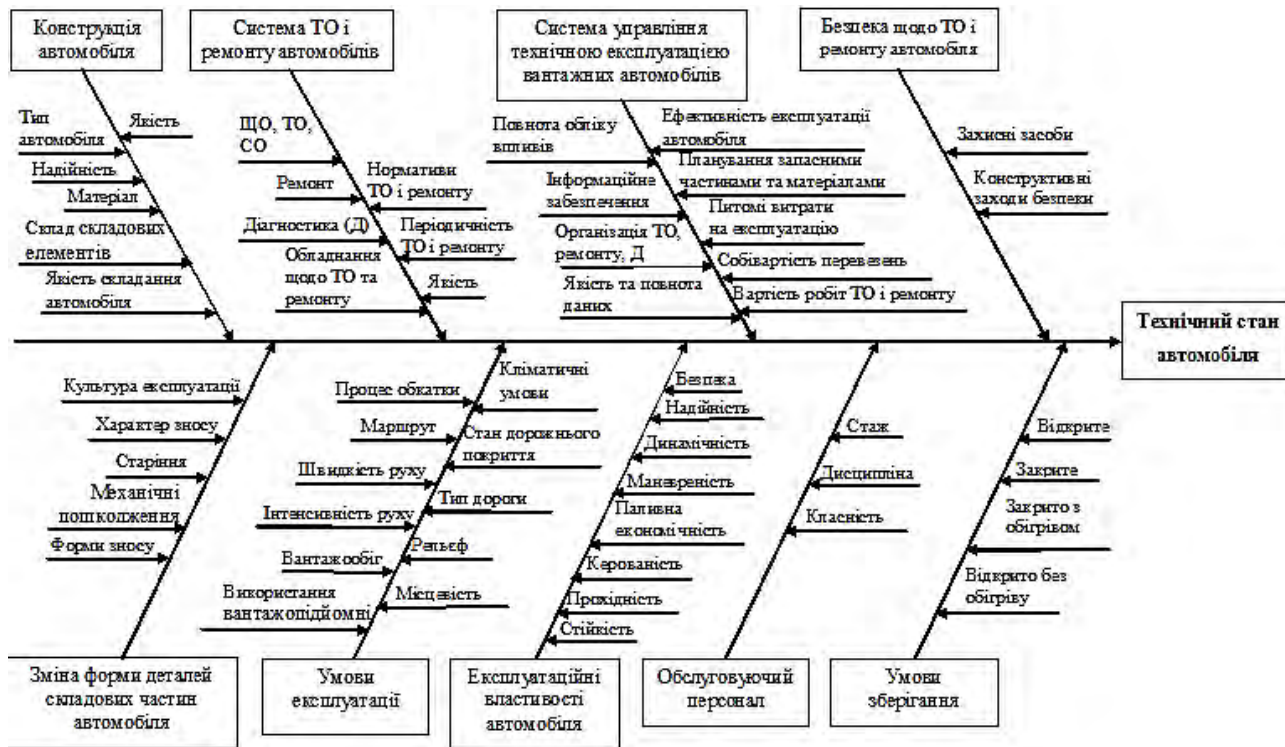 Конструкція
автомобіля
Система ТО і
ремонту автомобілів
Система управління
технічною експлуатацією
вантажних автомобілів
Безпека щодо ТО і
ремонту автомобіля
Тип
автомобіля
Якість
Надійність
Матеріал
Склад складових
елементів
Якість складання
автомобіля
ЩО, ТО,
СО
Ремонт
Нормативи
ТО і ремонту
Діагностика (Д)
Періодичність
ТО і ремонту
Обладнання
щодо ТО та
ремонту
Якість
Повнота обліку
впливів
Ефективність експлуатації
автомобіля
Планування запасними
частинами та матеріалами
Інформаційне
забезпечення
Питомі витрати
на експлуатацію
Організація ТО,
ремонту, Д
Собівартість перевезень
Якість та повнота
даних
Вартість робіт ТО і ремонту
Захисні засоби
Конструктивні
заходи безпеки
Технічний стан
автомобіля
Культура експлуатації
Характер зносу
Старіння
Механічні
пошкодження
Форми зносу
Процес обкатки
Кліматичні
умови
Маршрут
Стан дорожнього
покриття
Швидкість руху
Тип дороги
Інтенсивність руху
Рельєф
Вантажообіг
Місцевість
Використання
вантажопідйомні
Безпека
Надійність
Динамічність
Маневреність
Паливна
економічність
Керованість
Прохідність
Стійкість
Стаж
Дисципліна
Класність
Відкрите
Закрите
Закрито з
обігрівом
Відкрито без
обігріву
Зміна форми деталей
складових частин
автомобіля
Умови
експлуатації
Експлуатаційні
властивості
автомобіля
Обслуговуючий
персонал
Умови
зберігання